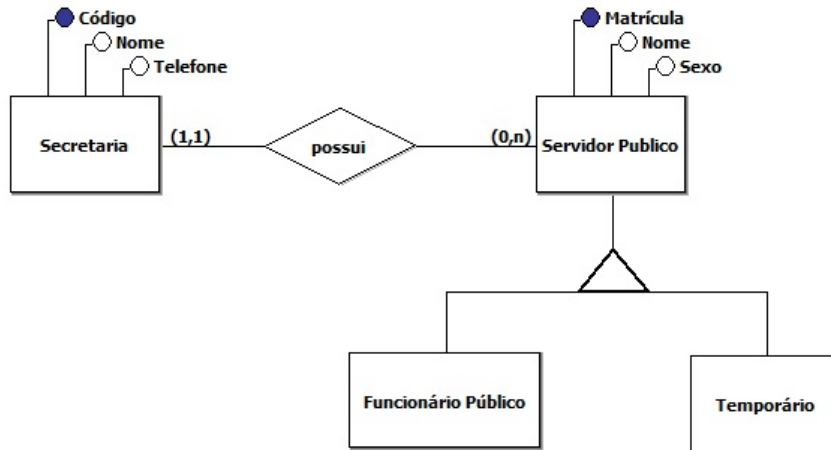 Código
Nome
Telefone
Matrícula
Nome
Sexo
Secretaria
(1,1)
possui
(0,n)
Servidor Publico
Funcionário Público
Temporário